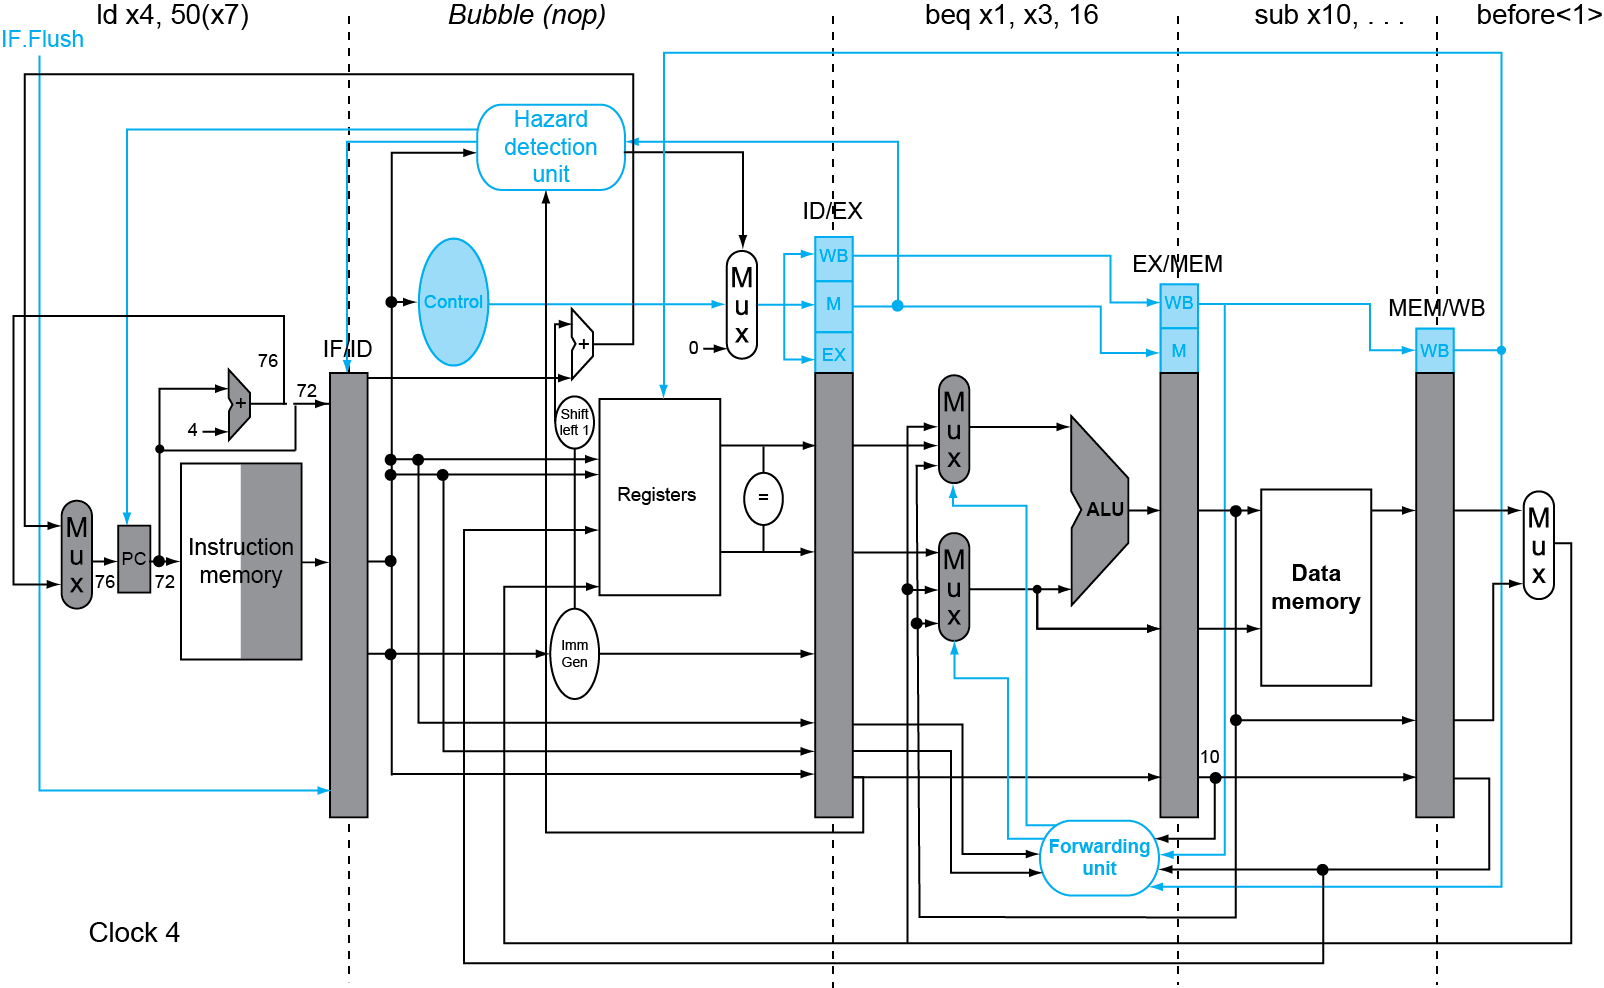 ld x4, 50(x7)
Bubble (nop)
beq x1, x3, 16
sub x10, . . .
before<1>
IF.Flush
Hazard
detection
unit
ID/EX
WB
M
EX
EX/MEM
WB
M
MEM/WB
WB
Control
M
u
x
0
IF/ID
+
76
72
+
4
Shift
left 1
Registers
=
M
u
x
ALU
M
u
x
PC
76
72
Instruction
memory
M
u
x
Data
memory
M
u
x
Imm
Gen
10
Forwarding
unit
Clock 4